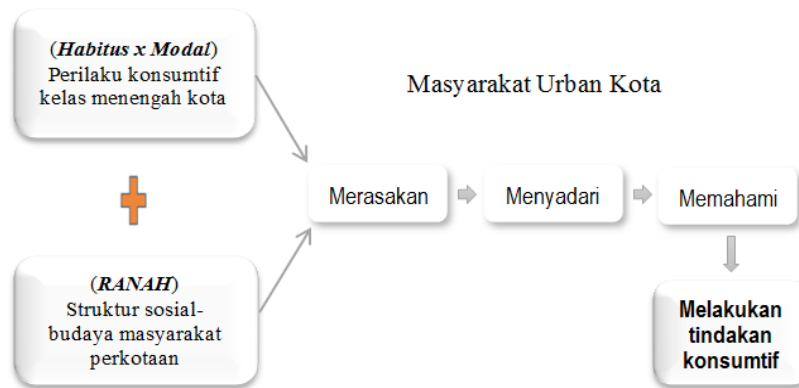 (Habitus x Modal)
Perilaku konsumtif
kelas menengah kota
Masyarakat Urban Kota
Merasakan
Menyadari
Memahami
(RANAH)
Struktur sosial-
budaya masyarakat
perkotaan
Melakukan
tindakan
konsumtif